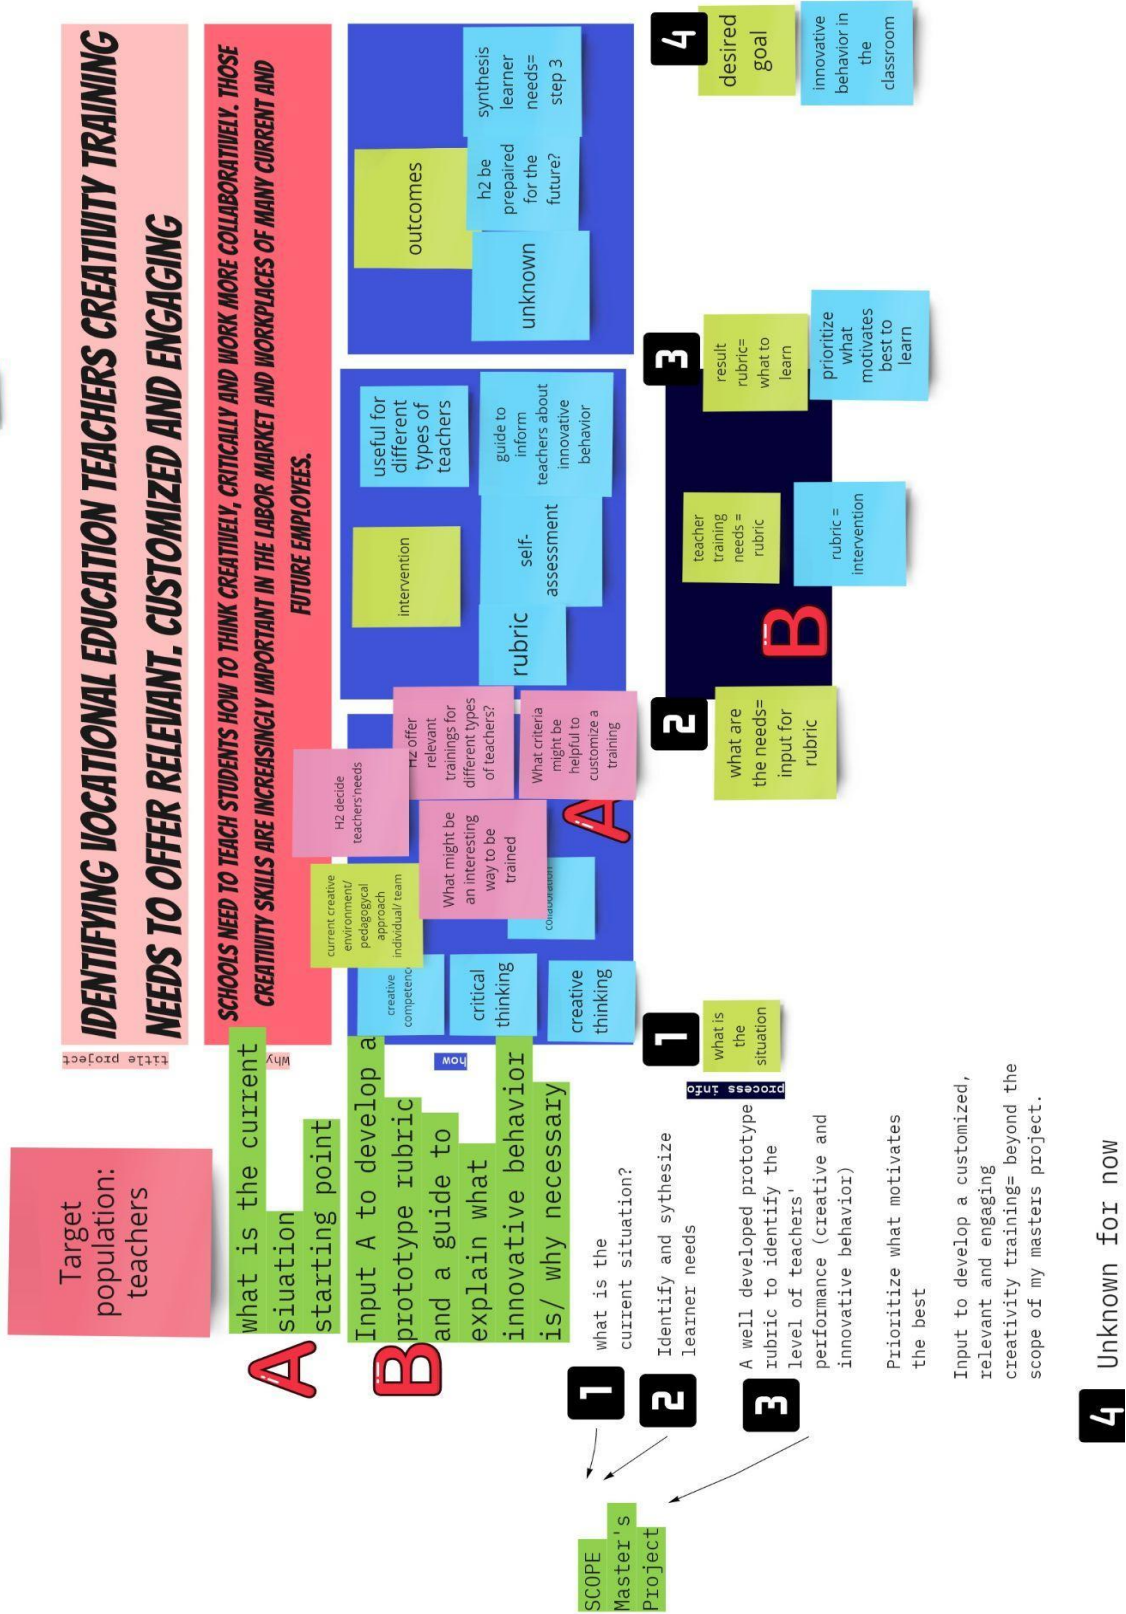 IDENTIFYING VOCATIONAL EDUCATION TEACHERS CREATIVITY TRAINING
NEEDS TO OFFER RELEVANT. CUSTOMIZED AND ENGAGING
title project
SCHOOLS NEED TO TEACH STUDENTS HOW TO THINK CREATIVELY, CRITICALLY AND WORK MORE COLLABORATIVELY. THOSE
CREATIVITY SKILLS ARE INCREASINGLY IMPORTANT IN THE LABOR MARKET AND WORKPLACES OF MANY CURRENT AND
FUTURE EMPLOYEES.
Why
Target
population:
teachers
A
what is the current
siuation
starting point
B
Input A to develop a
prototype rubric
and a guide to
explain what
innovative behavior
is/ why necessary
how
creative
competenc
critical
thinking
creative
thinking
current creative
environment/
pedagogycal
approach
individual/ team
collaboration
H2 decide
teachers'needs
What might be
an interesting
way to be
trained
H2 offer
relevant
trainings for
different types
of teachers?
What criteria
might be
helpful to
customize a
training
A
intervention
useful for
different
types of
teachers
rubric
self-
assessment
guide to
inform
teachers about
innovative
behavior
outcomes
unknown
h2 be
prepaired
for the
future?
synthesis
learner
needs=
step 3
process info
1
what is
the
situation
2
what are
the needs=
input for
rubric
B
teacher
training
needs =
rubric
rubric =
intervention
3
result
rubric=
what to
learn
prioritize
what
motivates
best to
learn
4
desired
goal
innovative
behavior in
the
classroom
SCOPE
Master's
Project
1
what is the
current situation?
2
Identify and sythesize
learner needs
3
A well developed prototype
rubric to identify the
level of teachers'
performance (creative and
innovative behavior)
Prioritize what motivates
the best
Input to develop a customized,
relevant and engaging
creativity training= beyond the
scope of my masters project.
4
Unknown for now